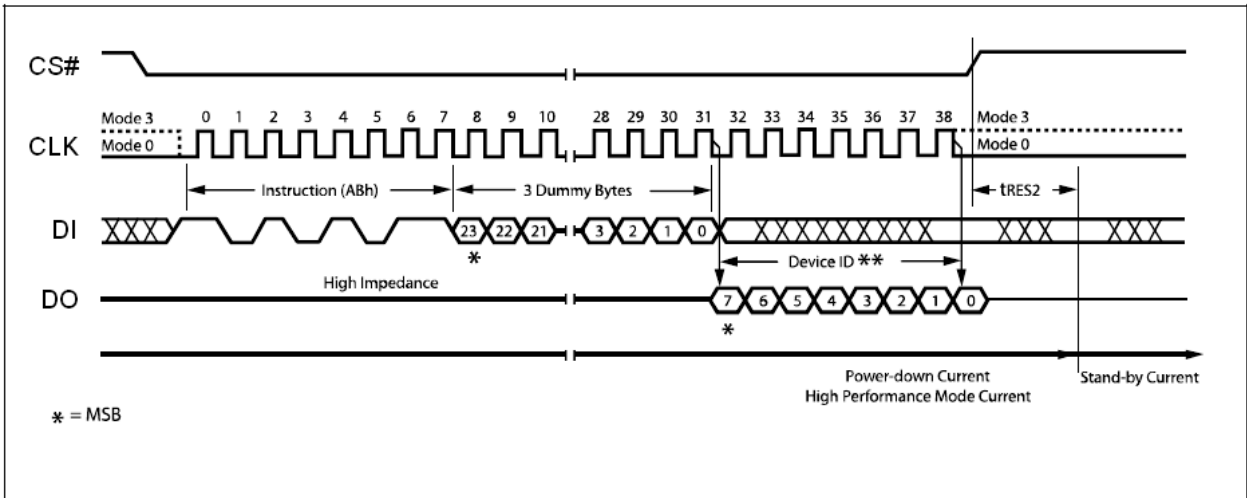 CS#
Mode 3 0 1 2 3 4 5 6 7 8 9 10 28 29 30 31 32 33 34 35 36 37 38 Mode 3
CLK Mode 0 Mode 0
Instruction (ABh) 3 Dummy Bytes tRES2
DI 23 22 21 3 2 1 0
* Device ID **
High Impedance
DO 7 6 5 4 3 2 1 0
*
Power-down Current Stand-by Current
High Performance Mode Current
* = MSB